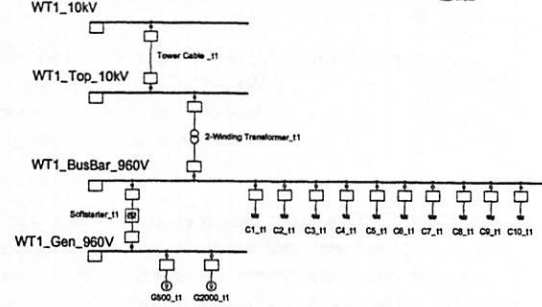 WT1_10kV
Tower Cable _t1
WT1_Top_10kV
2-Winding Transformer_t1
WT1_BusBar_960V
Softstarter_t1
C1_t1 C2_t1 C3_t1 C4_t1 C5_t1 C6_t1 C7_t1 C8_t1 C9_t1 C10_t1
WT1_Gen_960V
G500_t1 G2000_t1